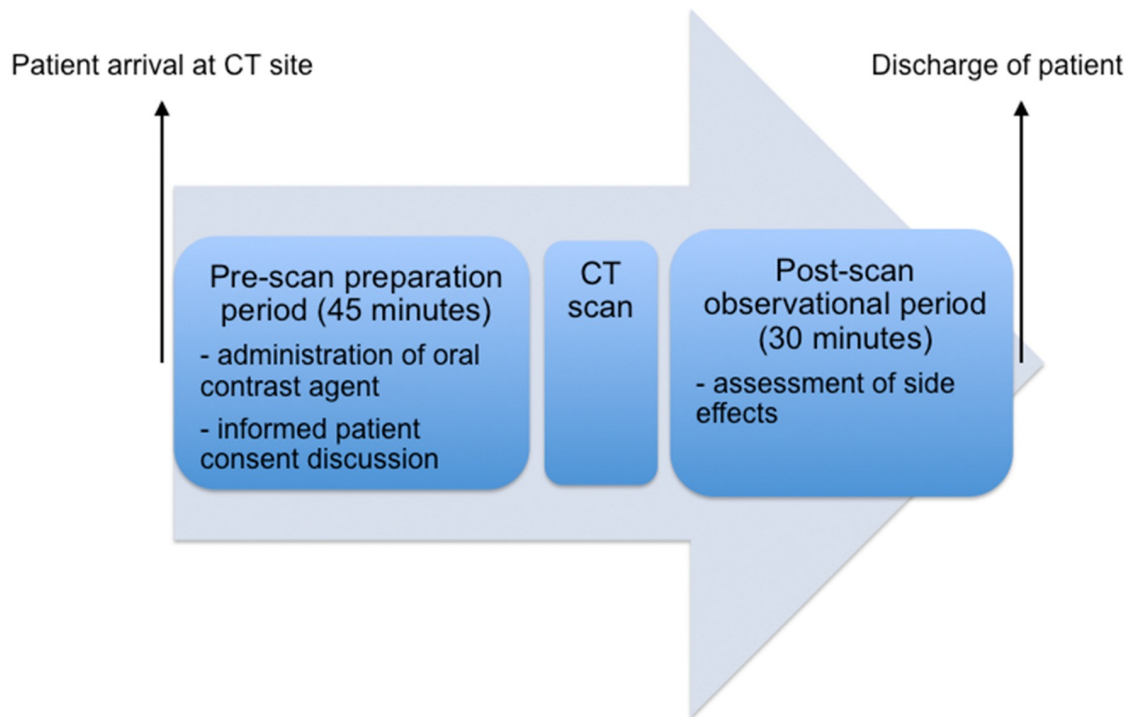 Patient arrival at CT site
Discharge of patient
Pre-scan preparation
period (45 minutes)
- administration of oral
contrast agent
- informed patient
consent discussion
CT
scan
Post-scan
observational period
(30 minutes)
- assessment of side
effects